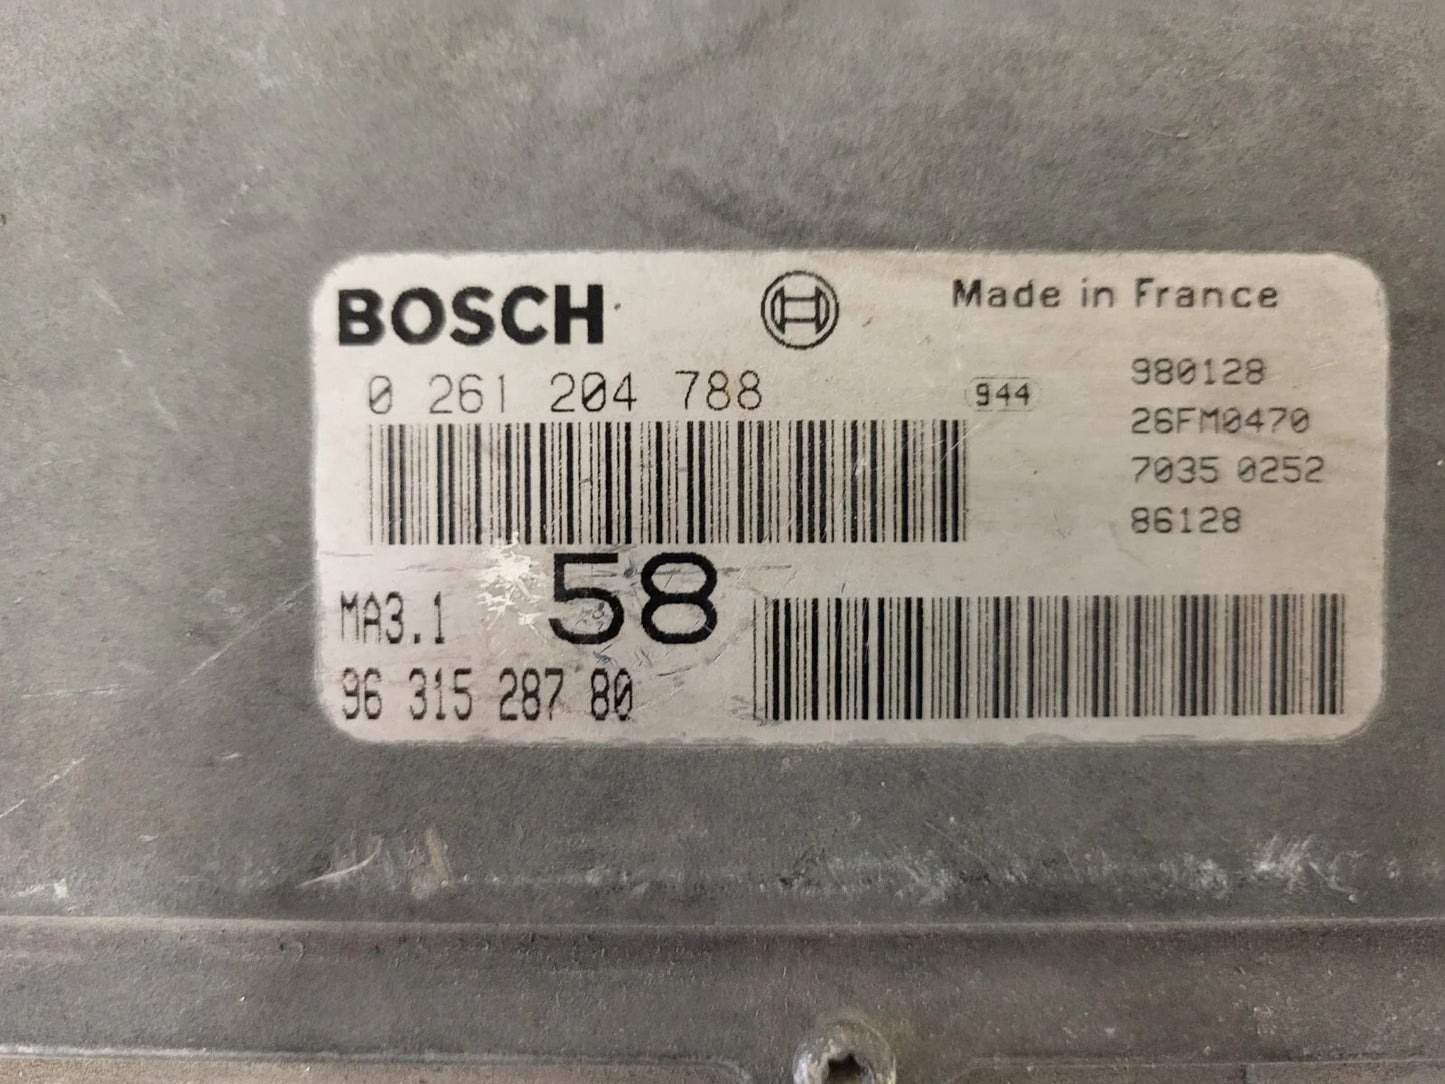 BOSCH
Made in France
0 261 204 788
944
980128
26FM0470
7035 0252
86128
58
MA3.1
96 315 287 80